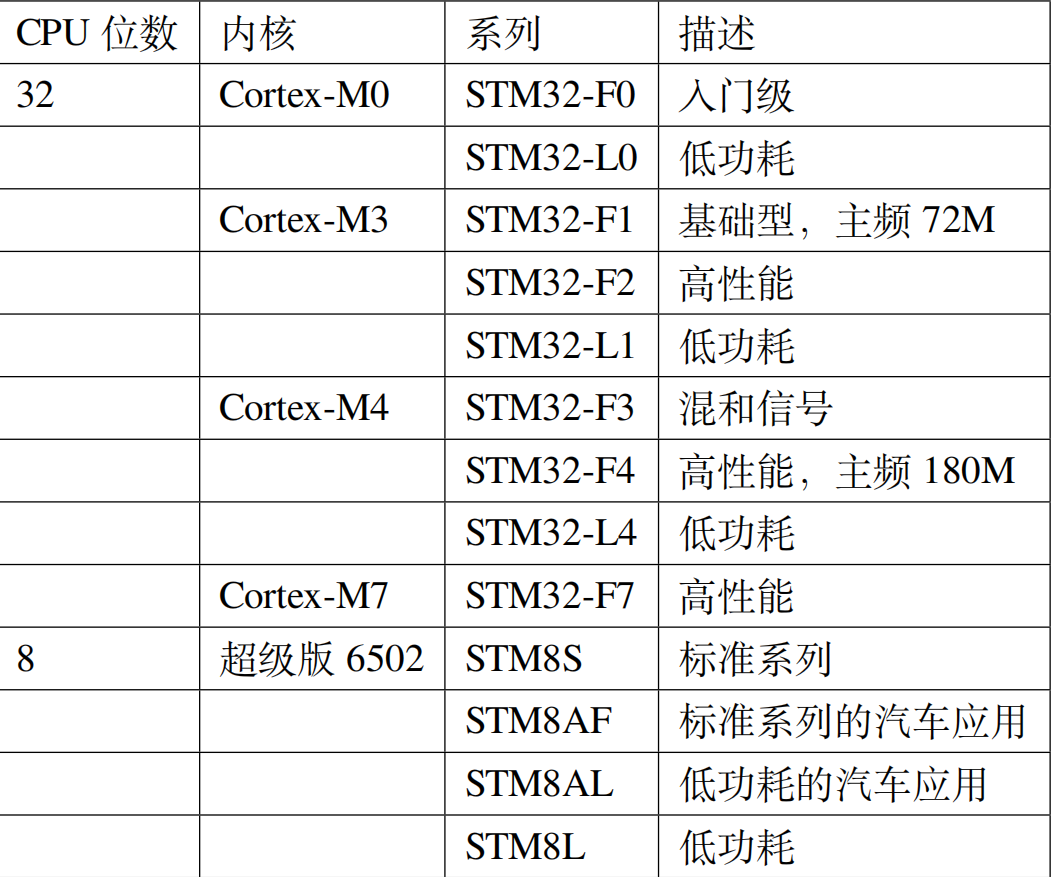 CPU 位数 内核 系列 描述
32 Cortex-M0 STM32-F0 入门级
STM32-L0 低功耗
Cortex-M3 STM32-F1 基础型，主频 72M
STM32-F2 高性能
STM32-L1 低功耗
Cortex-M4 STM32-F3 混和信号
STM32-F4 高性能，主频 180M
STM32-L4 低功耗
Cortex-M7 STM32-F7 高性能
8 超级版 6502 STM8S 标准系列
STM8AF 标准系列的汽车应用
STM8AL 低功耗的汽车应用
STM8L 低功耗